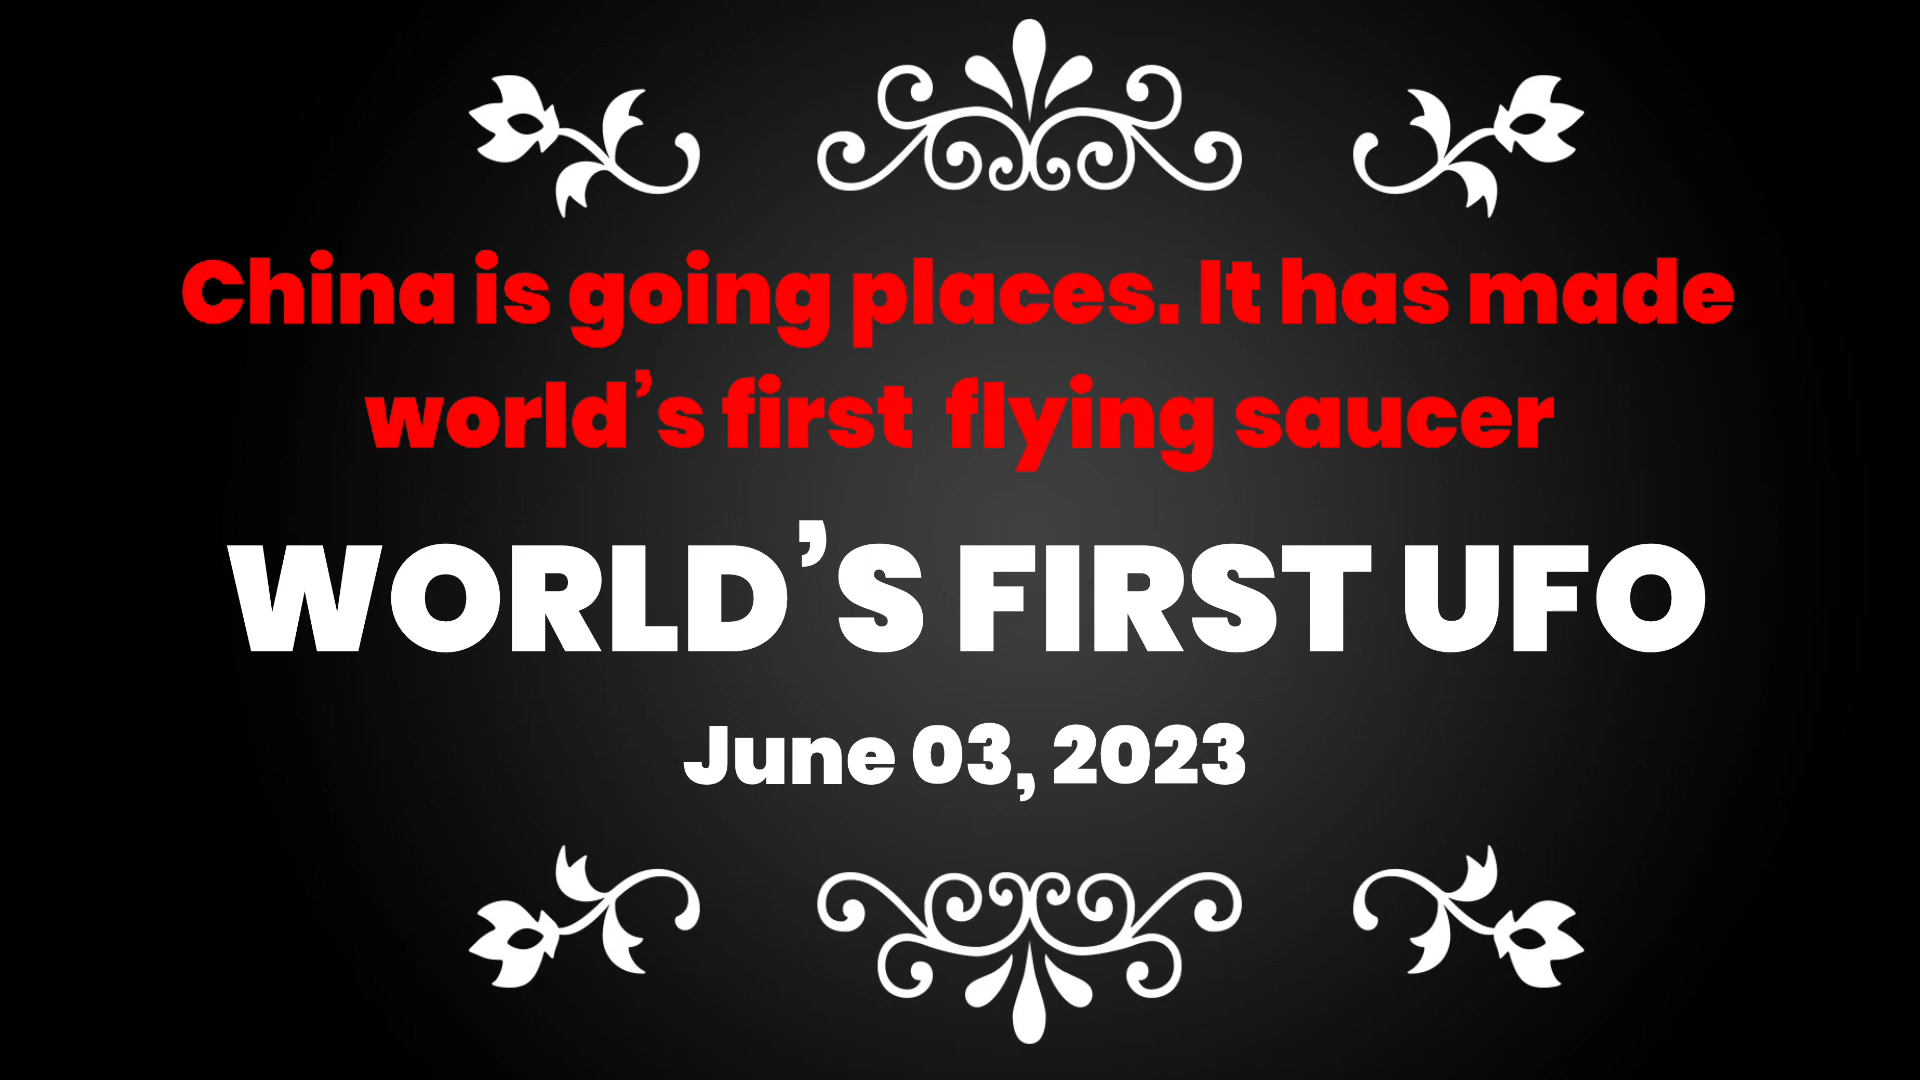 China is going places. It has made
world’s first flying saucer
WORLD’S FIRST UFO
June 03, 2023